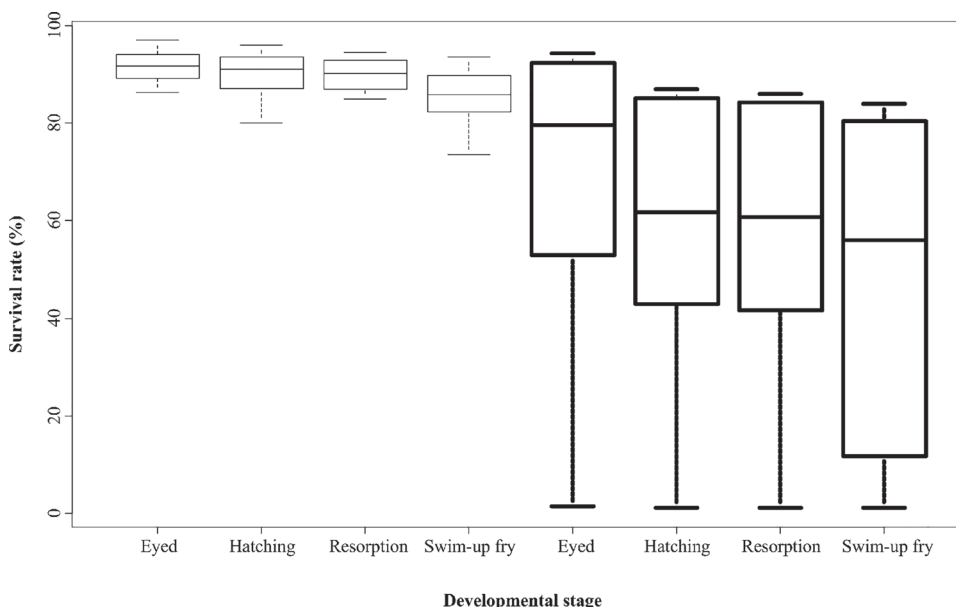 100
80
60
40
20
0
Survival rate (%)
Eyed Hatching Resorption Swim-up fry Eyed Hatching Resorption Swim-up fry
Developmental stage